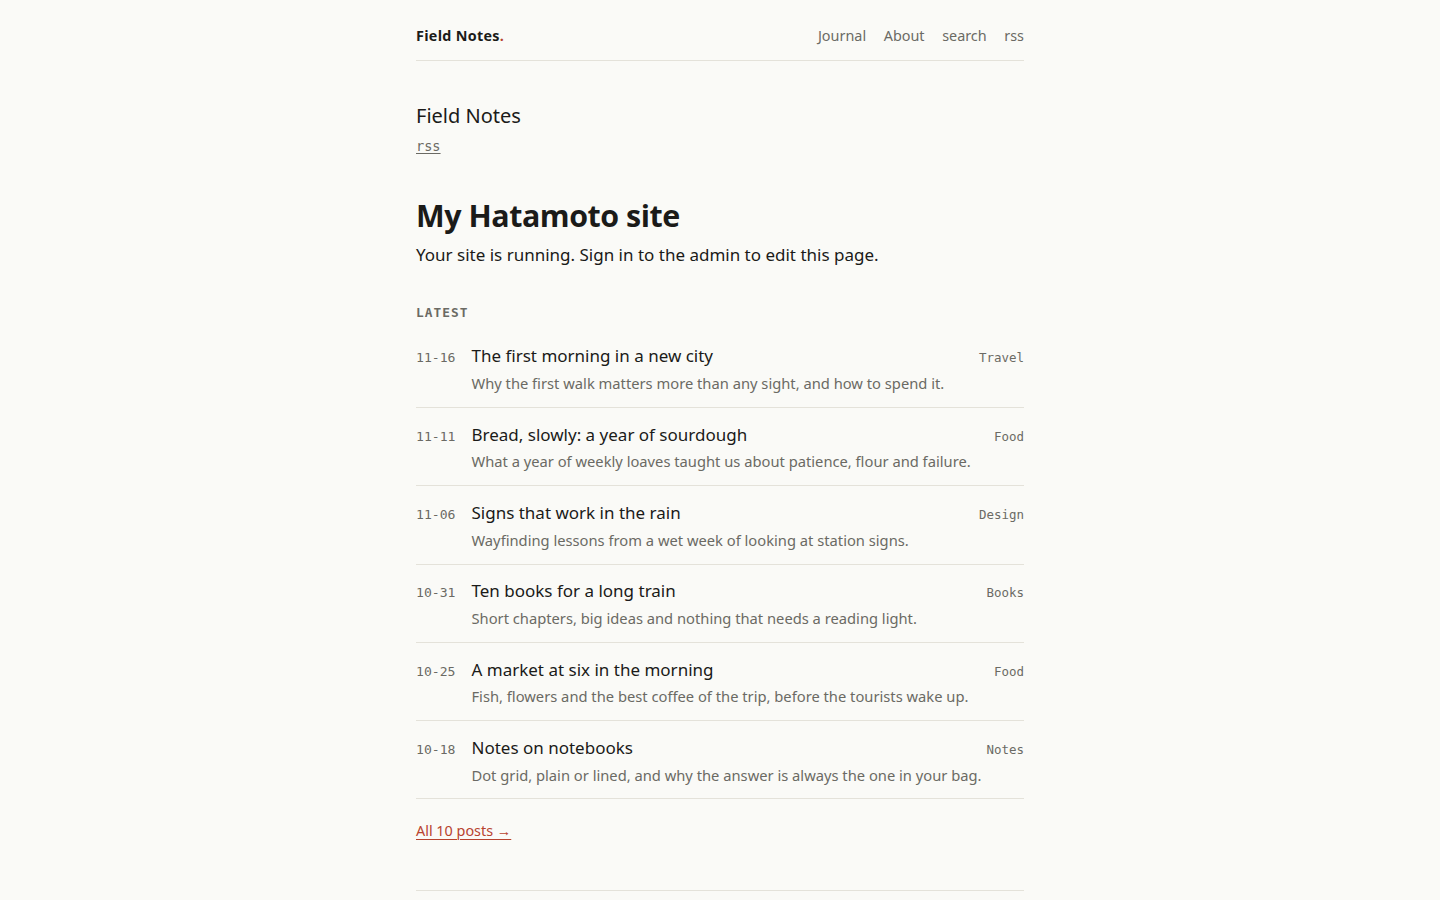 Field Notes.
Journal About search rss
Field Notes
rss
My Hatamoto site
Your site is running. Sign in to the admin to edit this page.
LATEST
11-16 The first morning in a new city Travel
Why the first walk matters more than any sight, and how to spend it.
11-11 Bread, slowly: a year of sourdough Food
What a year of weekly loaves taught us about patience, flour and failure.
11-06 Signs that work in the rain Design
Wayfinding lessons from a wet week of looking at station signs.
10-31 Ten books for a long train Books
Short chapters, big ideas and nothing that needs a reading light.
10-25 A market at six in the morning Food
Fish, flowers and the best coffee of the trip, before the tourists wake up.
10-18 Notes on notebooks Notes
Dot grid, plain or lined, and why the answer is always the one in your bag.
All 10 posts →